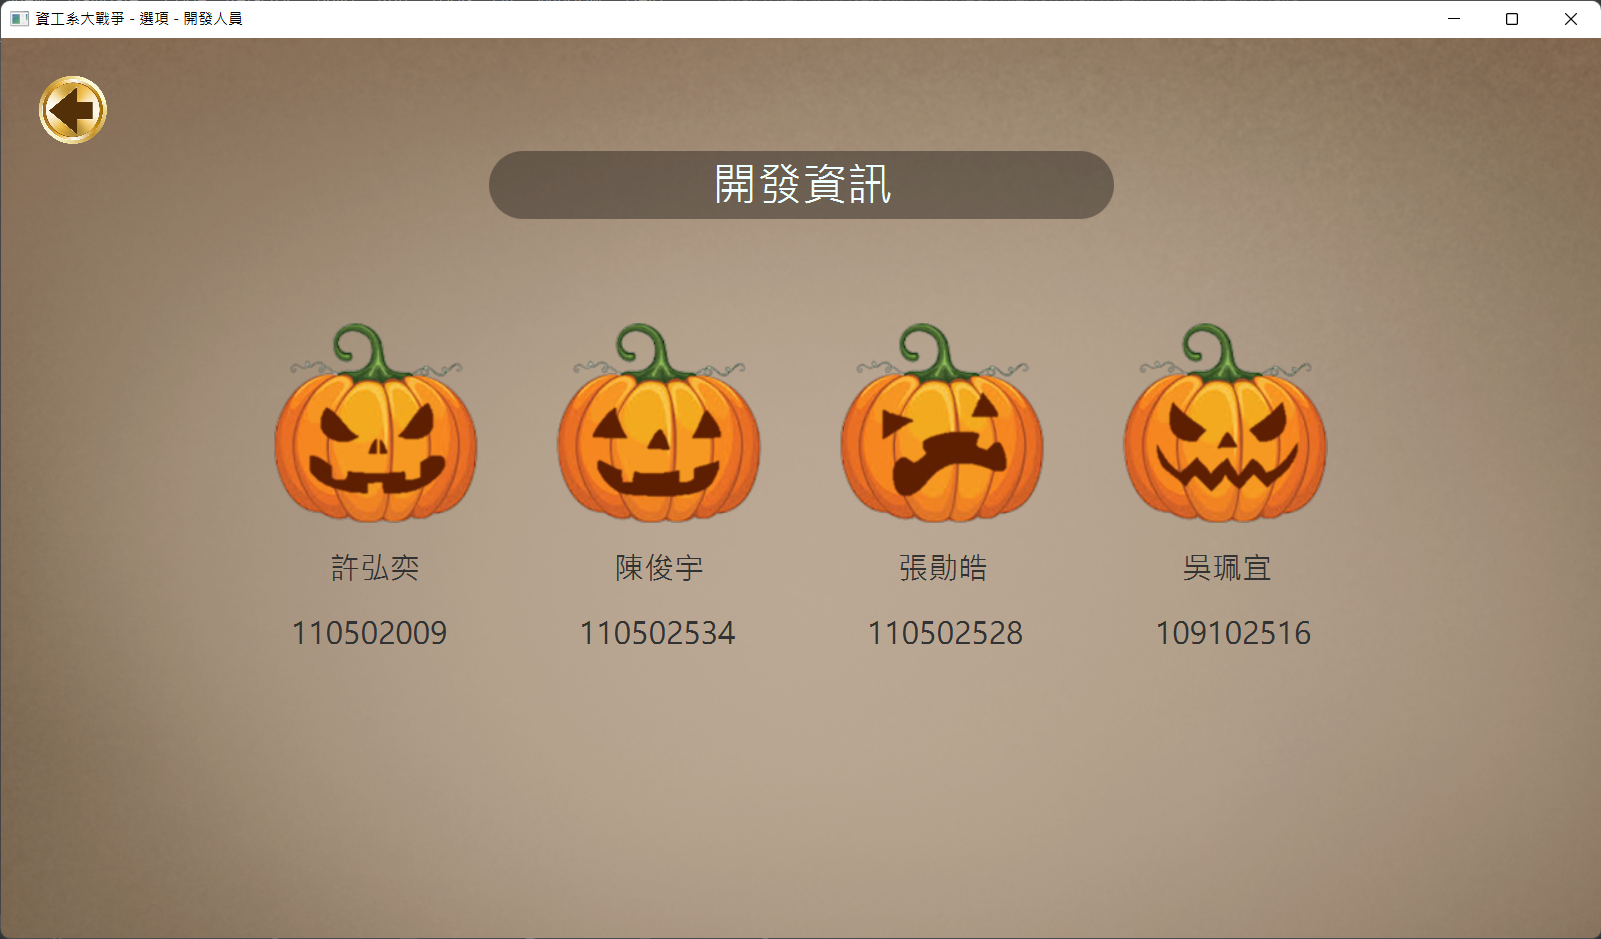 資工系大戰爭 - 選項 - 開發人員
開發資訊
許弘奕 陳俊宇 張勛皓 吳珮宜
110502009 110502534 110502528 109102516